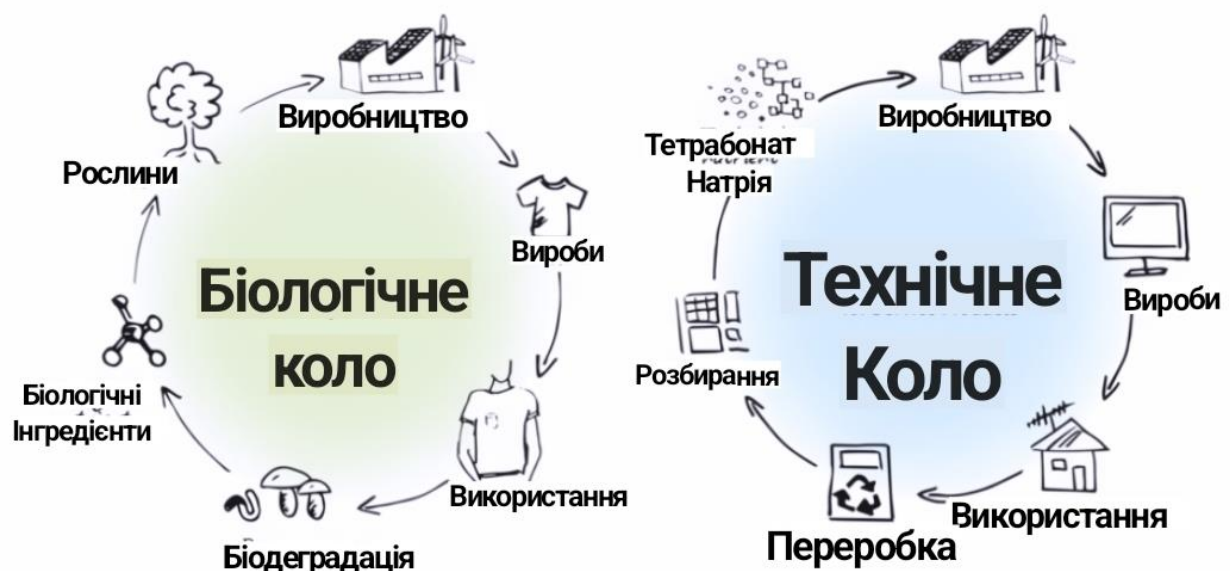 Виробництво
Рослини
Вироби
Біологічне
коло
Біологічні
Інгредієнти
Використання
Біодеградація
Виробництво
Тетрабонат
Натрія
Вироби
Технічне
Коло
Розбирання
Використання
Переробка